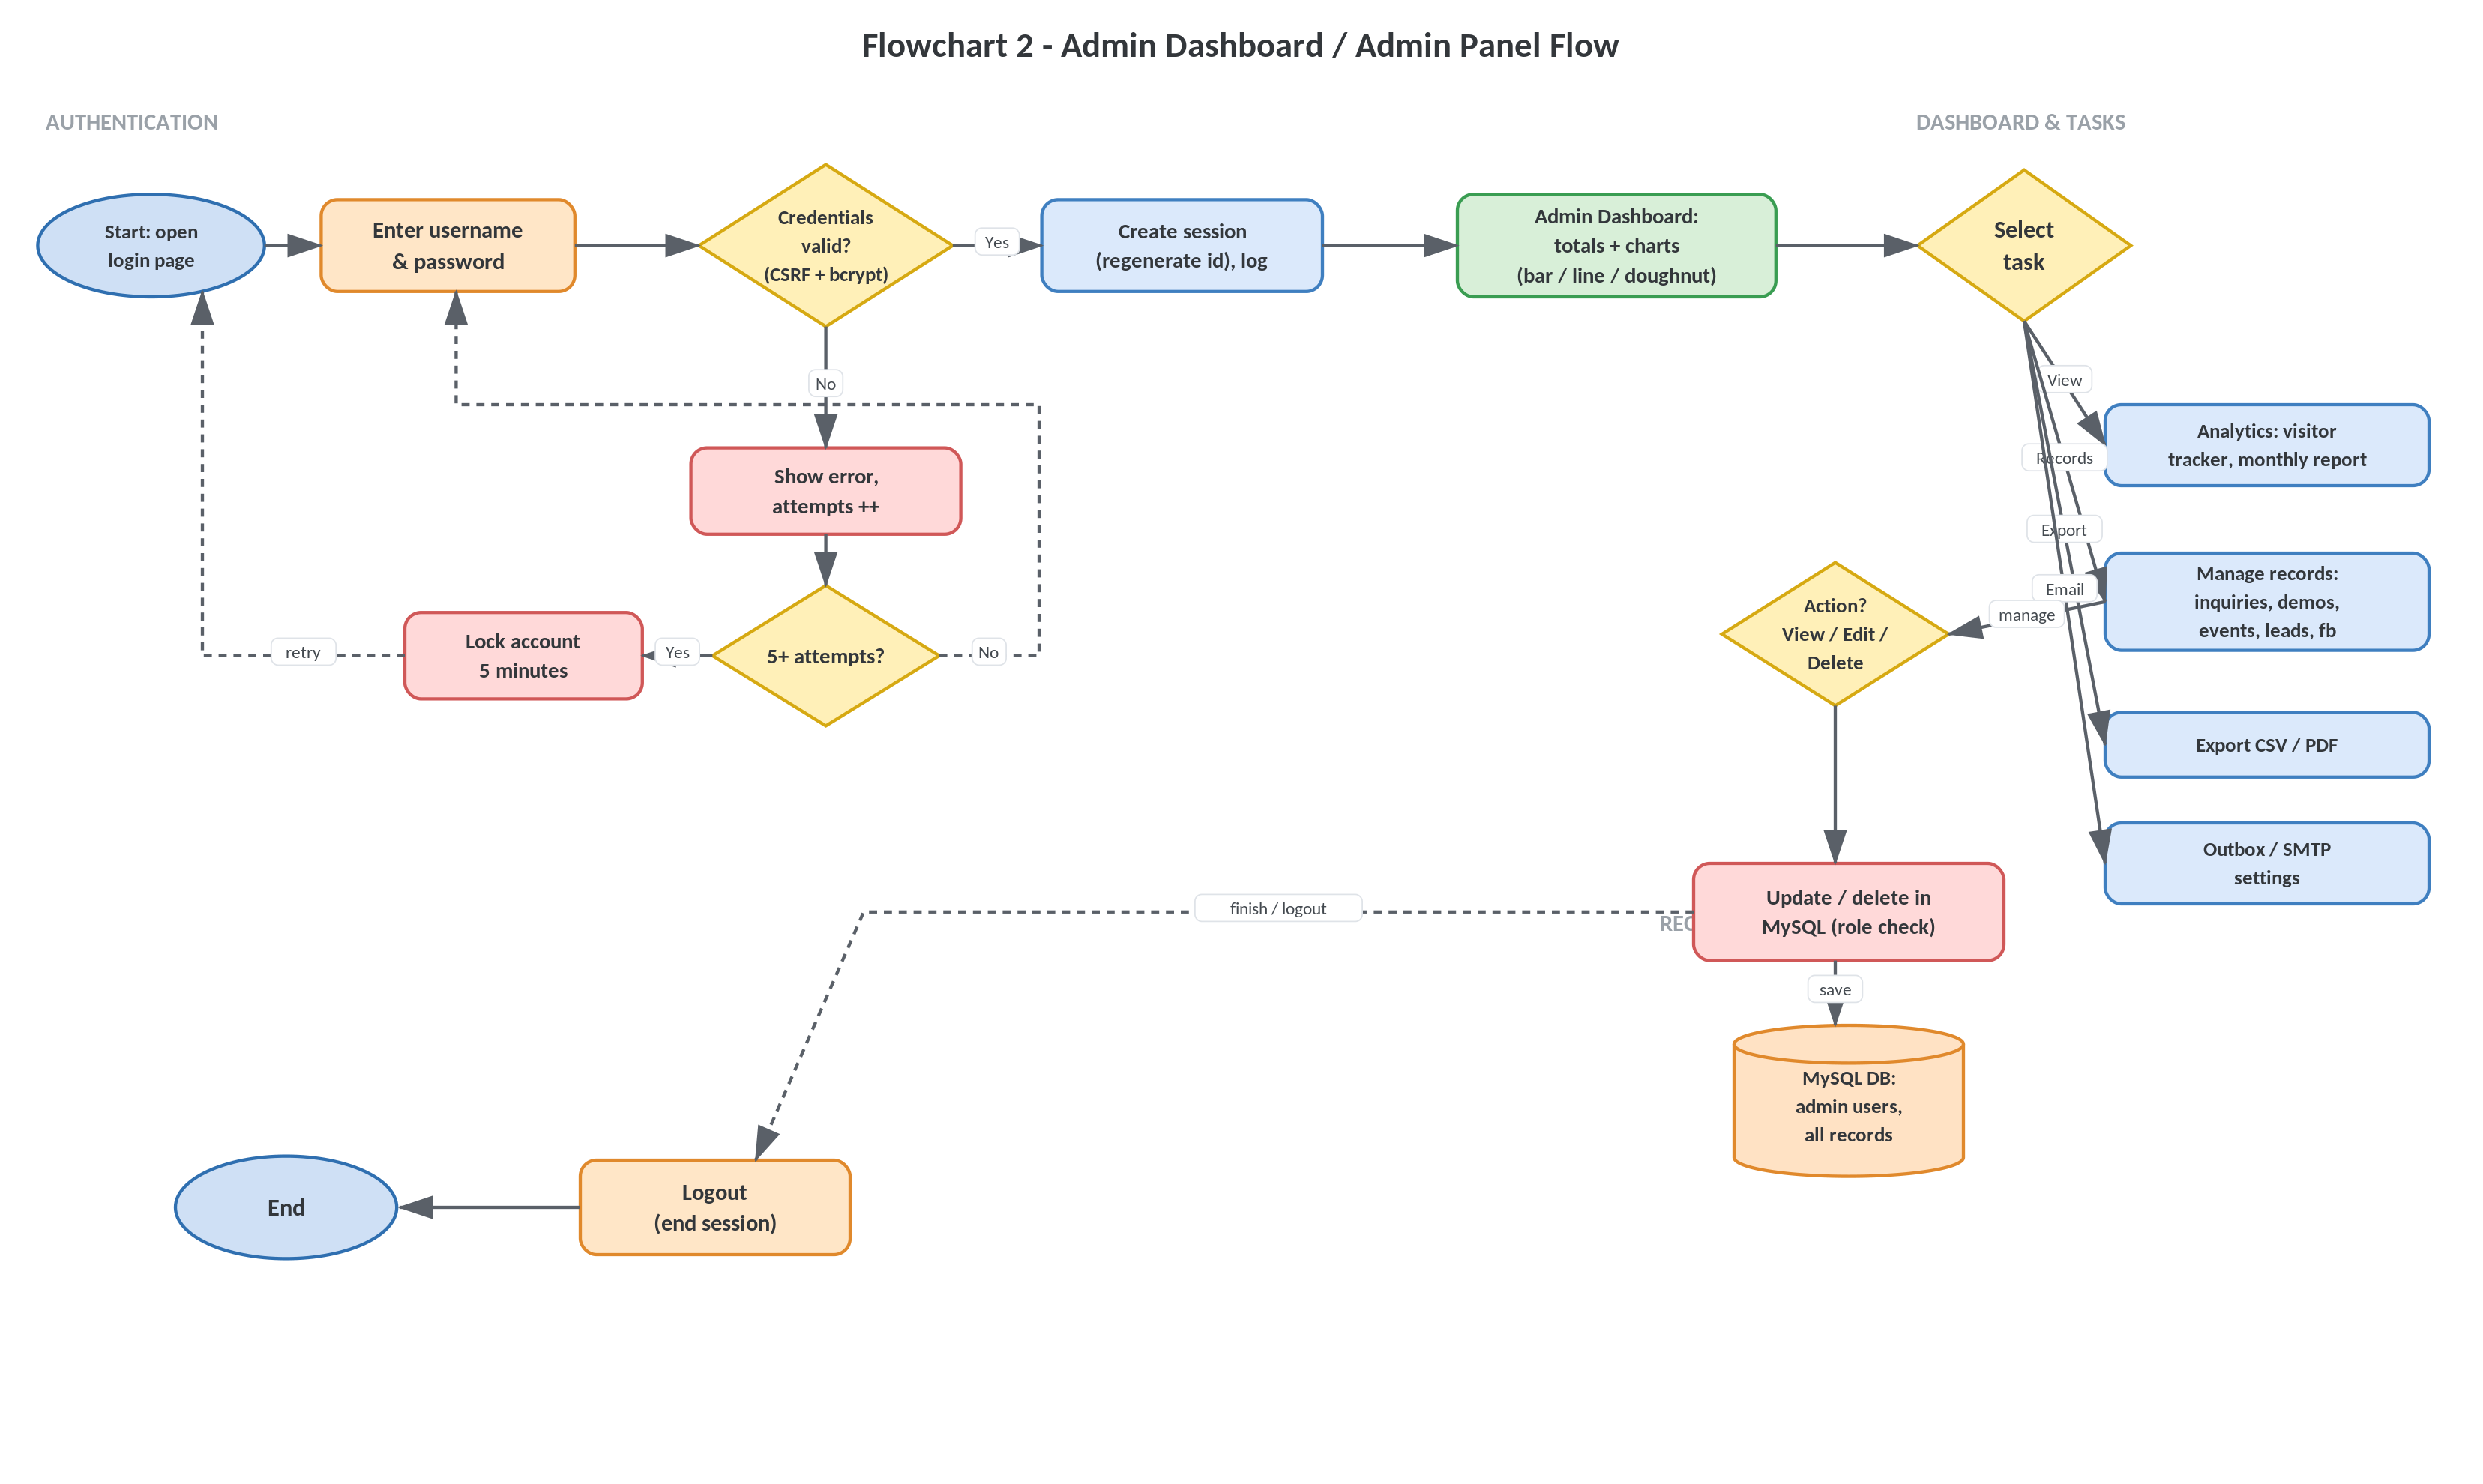 Flowchart 2 - Admin Dashboard / Admin Panel Flow
AUTHENTICATION
DASHBOARD & TASKS
Start: open
login page
Enter username
& password
Credentials
valid?
(CSRF + bcrypt)
Yes
Create session
(regenerate id), log
Admin Dashboard:
totals + charts
(bar / line / doughnut)
Select
task
No
View
Analytics: visitor
tracker, monthly report
Records
Show error,
attempts ++
Export
Email
manage
Manage records:
inquiries, demos,
events, leads, fb
Action?
View / Edit /
Delete
5+ attempts?
Yes
No
Lock account
5 minutes
retry
Export CSV / PDF
Outbox / SMTP
settings
Update / delete in
MySQL (role check)
finish / logout
save
MySQL DB:
admin users,
all records
Logout
(end session)
End